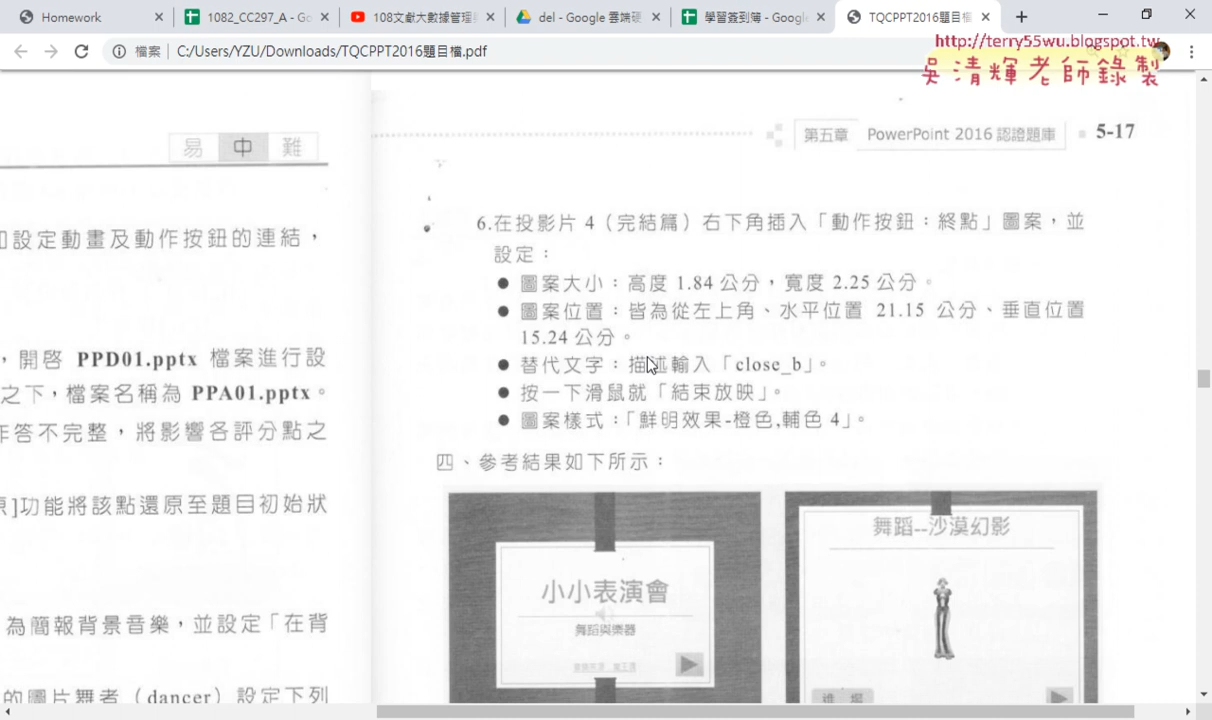 Homework
1082_CC297_A - Go
108文獻大數據管理
del - Google 雲端硬
學習簽到簿 - Google
TQCPPT2016題目檔
檔案 C:/Users/YZU/Downloads/TQCPPT2016題目檔.pdf
http://terry55wu.blogspot.tw
吳清輝老師錄製
易 中 難
第五章 PowerPoint 2016 認證題庫 5-17
設定動畫及動作按鈕的連結，
，開啓 PPD01.pptx 檔案進行設
之下，檔案名稱為 PPA01.pptx。
作答不完整，將影響各評分點之
]功能將該點還原至題目初始狀
為簡報背景音樂，並設定「在背
的圖片舞者（dancer）設定下列
6.在投影片 4（完結篇）右下角插入「動作按鈕：終點」圖案，並
設定：
● 圖案大小：高度 1.84 公分，寬度 2.25 公分。
● 圖案位置：皆為從左上角、水平位置 21.15 公分、垂直位置
15.24 公分。
● 替代文字：描述輸入「close_b」。
● 按一下滑鼠就「結束放映」。
● 圖案樣式：「鮮明效果-橙色,輔色 4」。
四、參考結果如下所示：
小小表演會
舞蹈與樂器
舞蹈--沙漠幻影
進 場